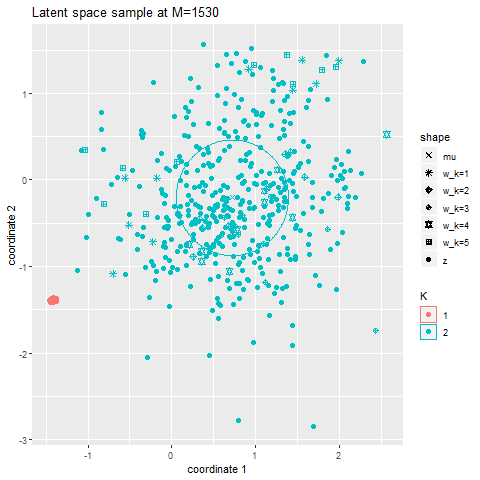 Latent space sample at M=1530
coordinate 2
1
0
-1
-2
-3
-1
0
1
2
coordinate 1
shape
mu
w_k=1
w_k=2
w_k=3
w_k=4
w_k=5
z
K
1
2